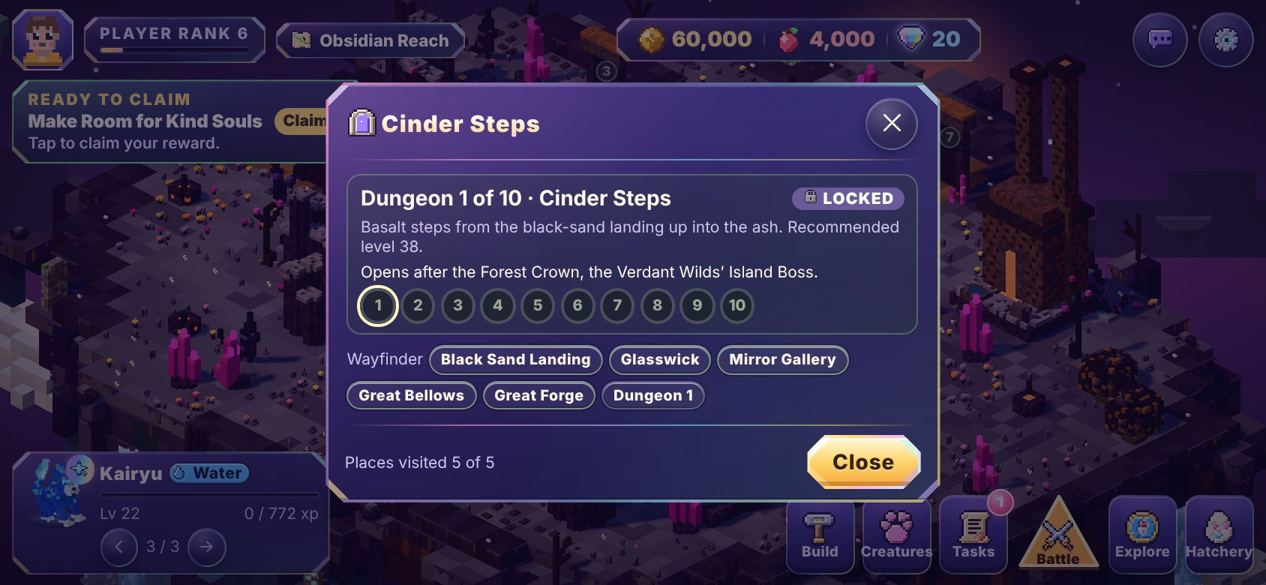 PLAYER RANK 6
Obsidian Reach
60,000
4,000
20
3
READY TO CLAIM
Make Room for Kind Souls
Claim
Tap to claim your reward.
7
Cinder Steps
Dungeon 1 of 10 · Cinder Steps
LOCKED
Basalt steps from the black-sand landing up into the ash. Recommended
level 38.
Opens after the Forest Crown, the Verdant Wilds’ Island Boss.
1 2 3 4 5 6 7 8 9 10
Wayfinder Black Sand Landing Glasswick Mirror Gallery
Great Bellows Great Forge Dungeon 1
Places visited 5 of 5
Close
Kairyu Water
Lv 22 0 / 772 xp
3 / 3
1
Build Creatures Tasks Battle Explore Hatchery